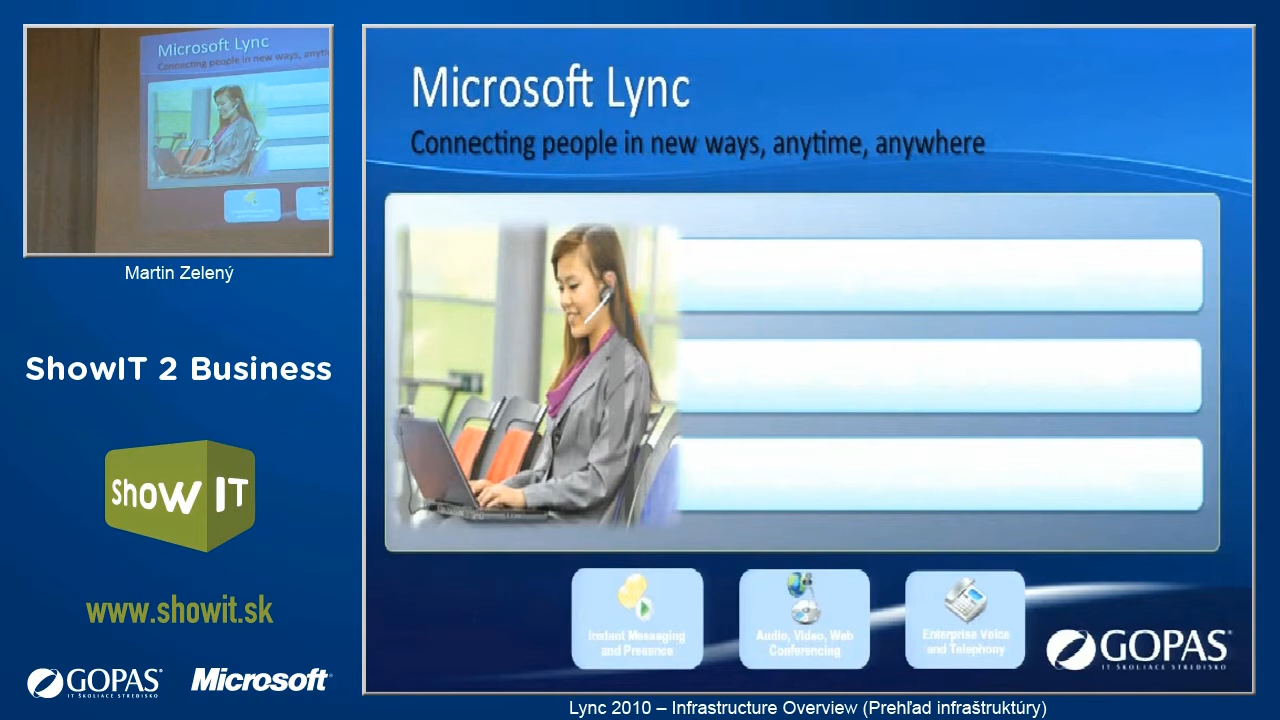 Microsoft Lync
Connecting people in new ways, anyti
Martin Zelený
ShowIT 2 Business
ShoW IT
www.showit.sk
GOPAS®
IT ŠKOLIACE STREDISKO
Microsoft®
Microsoft Lync
Connecting people in new ways, anytime, anywhere
Instant Messaging
and Presence
Audio, Video, Web
Conferencing
Enterprise Voice
and Telephony
GOPAS®
IT ŠKOLIACE STREDISKO
Lync 2010 – Infrastructure Overview (Prehľad infraštruktúry)